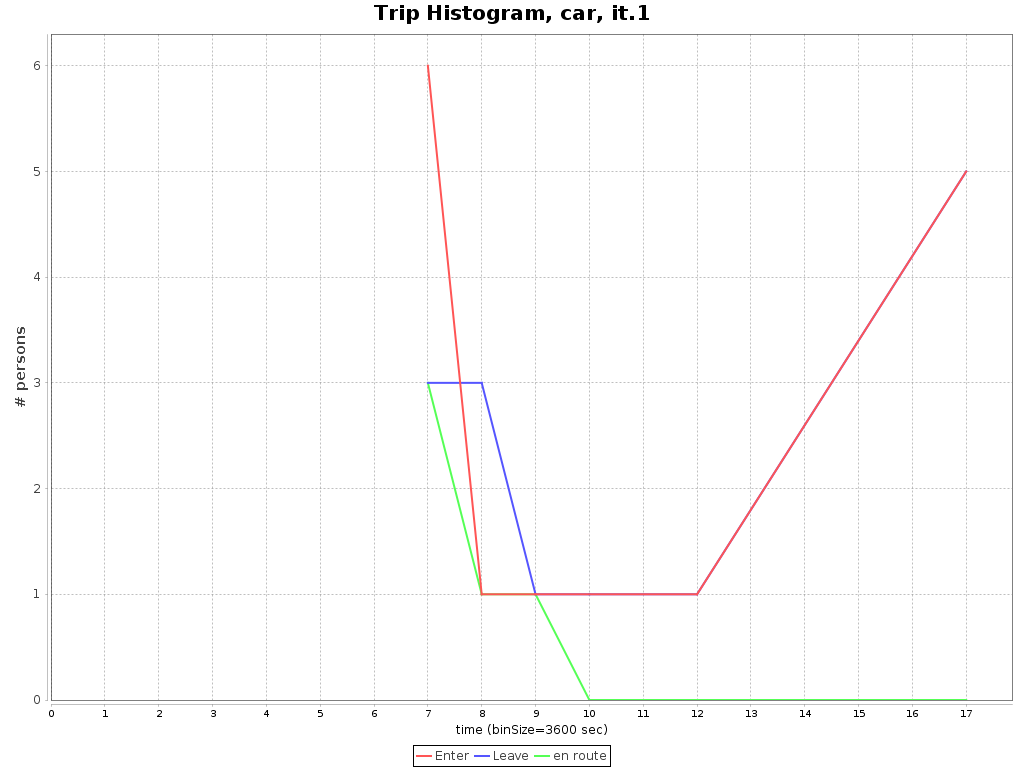 Trip Histogram, car, it.1
# persons
6
5
4
3
2
1
0
0 1 2 3 4 5 6 7 8 9 10 11 12 13 14 15 16 17
time (binSize=3600 sec)
Enter Leave en route